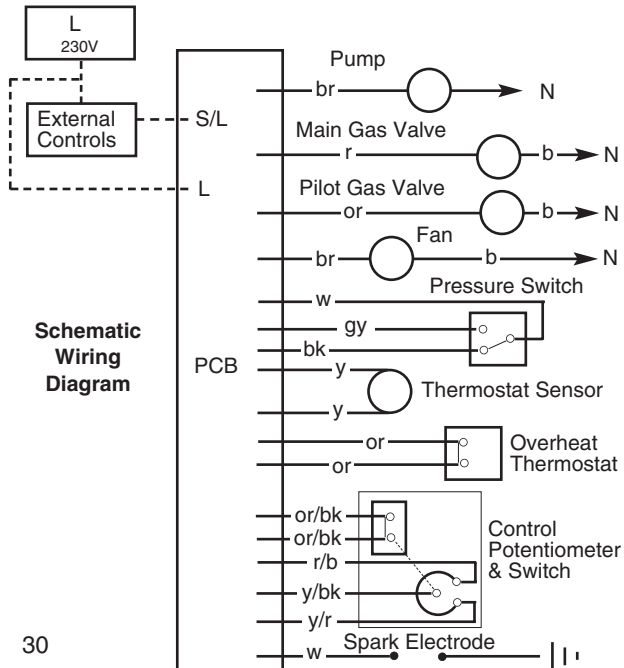 L
230V
External
Controls
S/L
L
Schematic
Wiring
Diagram
PCB
Pump
br N
Main Gas Valve
r b N
Pilot Gas Valve
or b N
Fan
br b N
Pressure Switch
w
gy
bk
y
Thermostat Sensor
y
or
Overheat
Thermostat
or
or/bk
or/bk
r/b
y/bk
y/r
Control
Potentiometer
& Switch
Spark Electrode
w
30